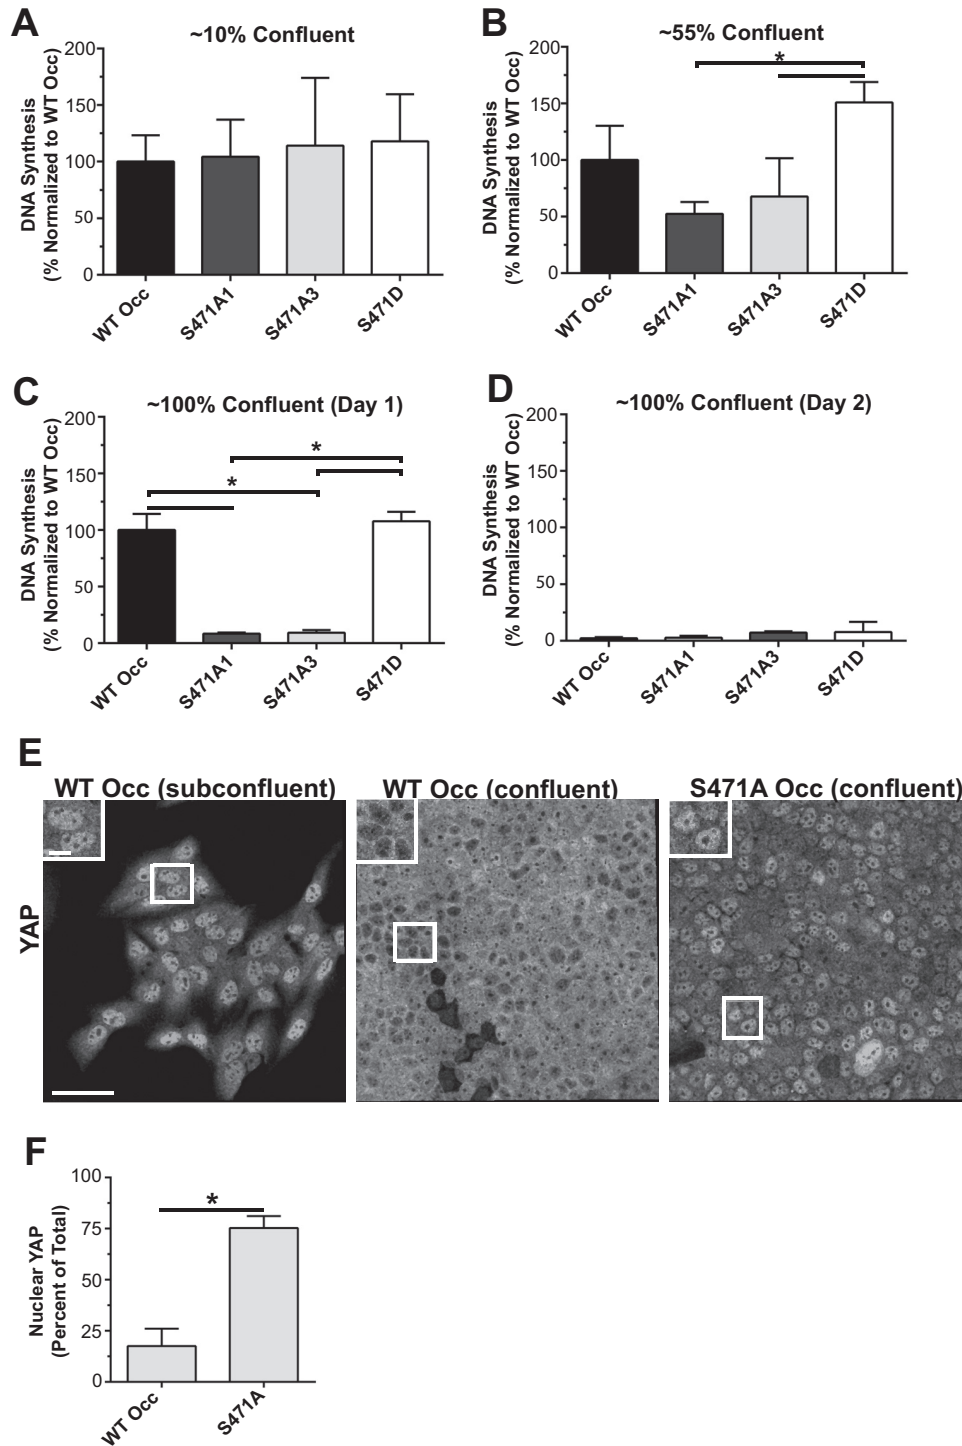 A
~10% Confluent
DNA Synthesis
(% Normalized to WT Occ)
200
150
100
50
0
WT Occ
S471A1
S471A3
S471D
B
~55% Confluent
DNA Synthesis
(% Normalized to WT Occ)
200
150
100
50
0
*
WT Occ
S471A1
S471A3
S471D
C
~100% Confluent (Day 1)
DNA Synthesis
(% Normalized to WT Occ)
200
150
100
50
0
*
*
WT Occ
S471A1
S471A3
S471D
D
~100% Confluent (Day 2)
DNA Synthesis
(% Normalized to WT Occ)
200
150
100
50
0
WT Occ
S471A1
S471A3
S471D
E
WT Occ (subconfluent)
WT Occ (confluent)
S471A Occ (confluent)
YAP
F
Nuclear YAP
(Percent of Total)
100
75
50
25
0
*
WT Occ
S471A